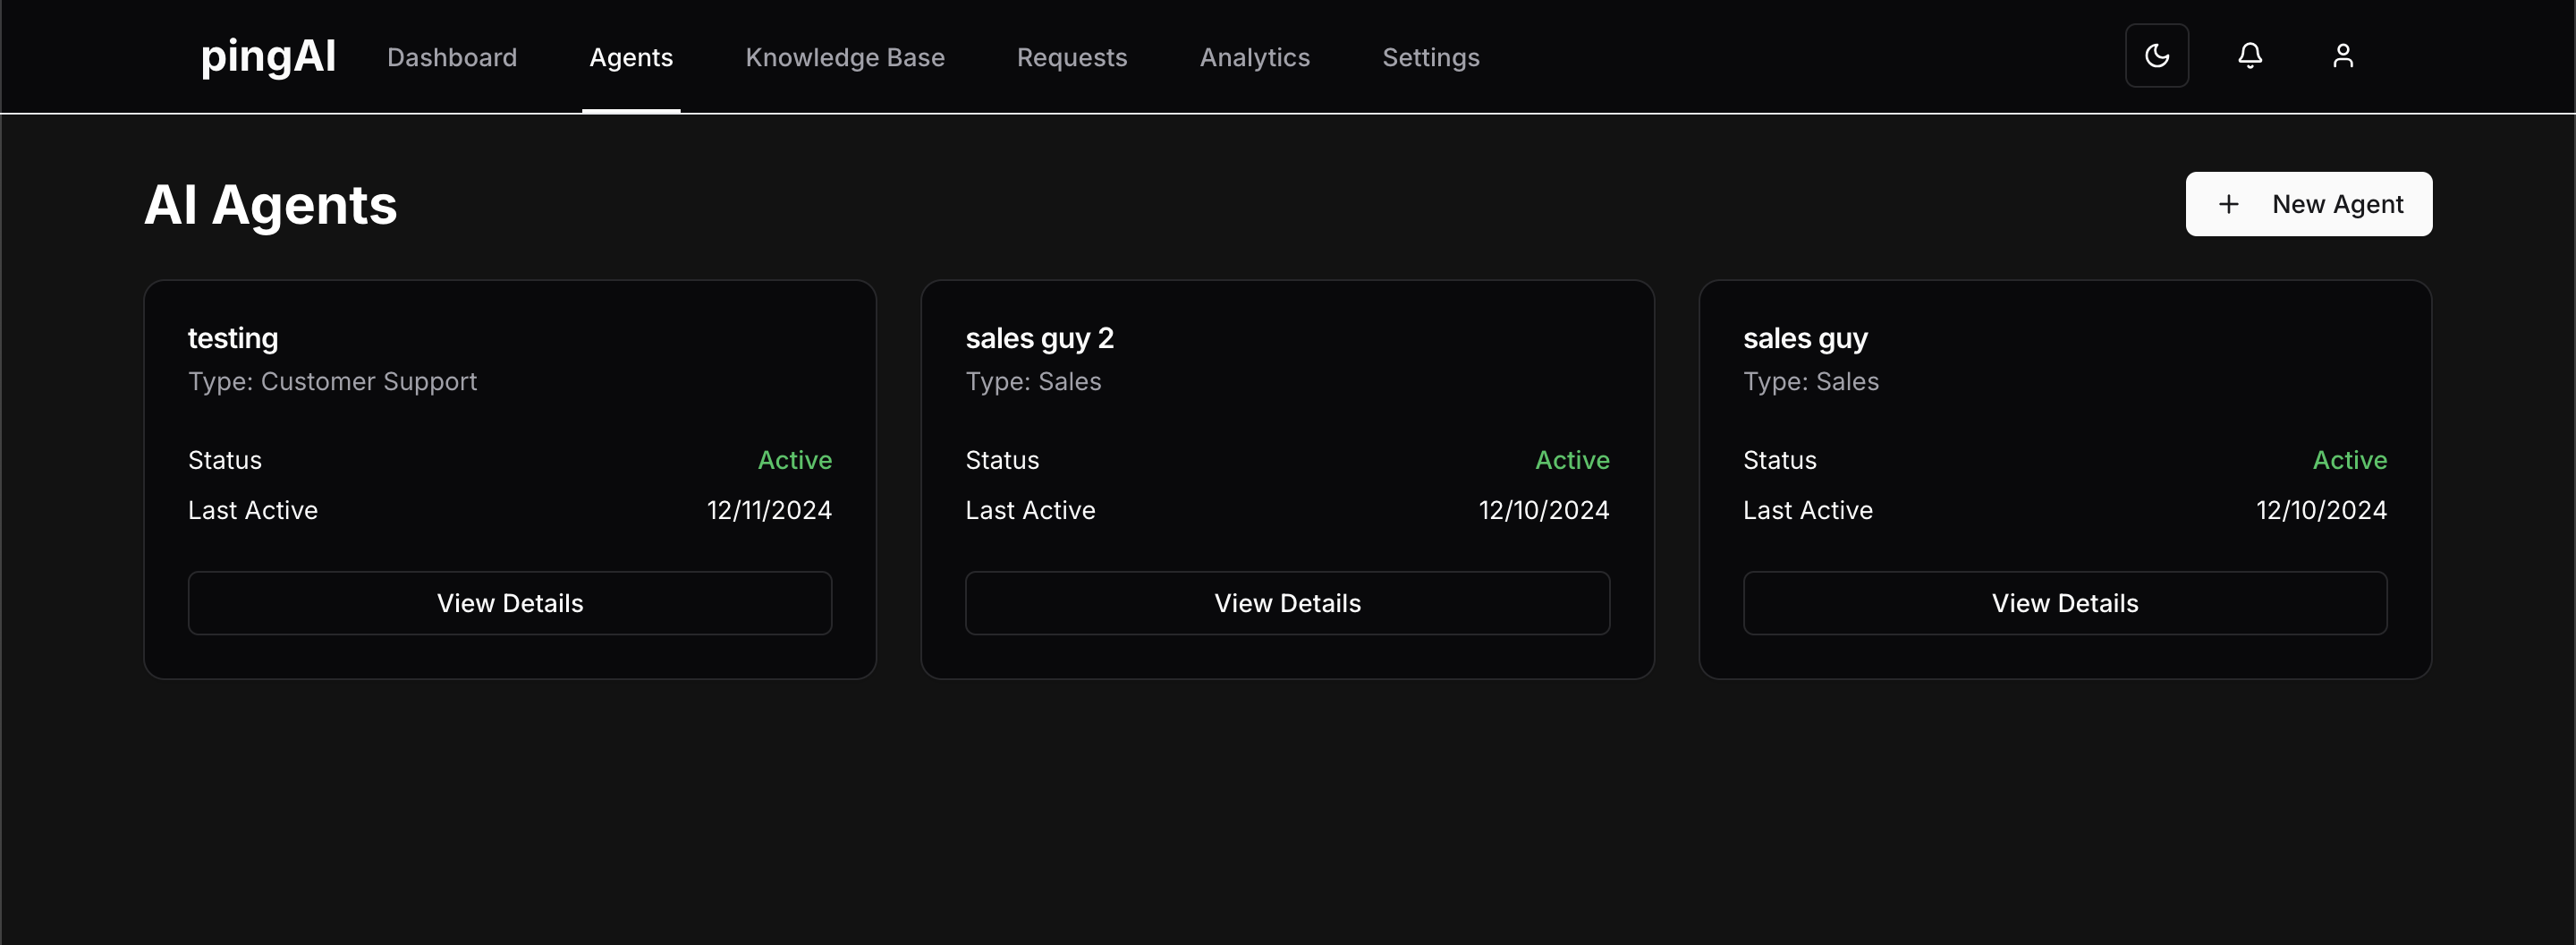 pingAI Dashboard Agents Knowledge Base Requests Analytics Settings
AI Agents
New Agent
testing
Type: Customer Support
Status Active
Last Active 12/11/2024
View Details
sales guy 2
Type: Sales
Status Active
Last Active 12/10/2024
View Details
sales guy
Type: Sales
Status Active
Last Active 12/10/2024
View Details